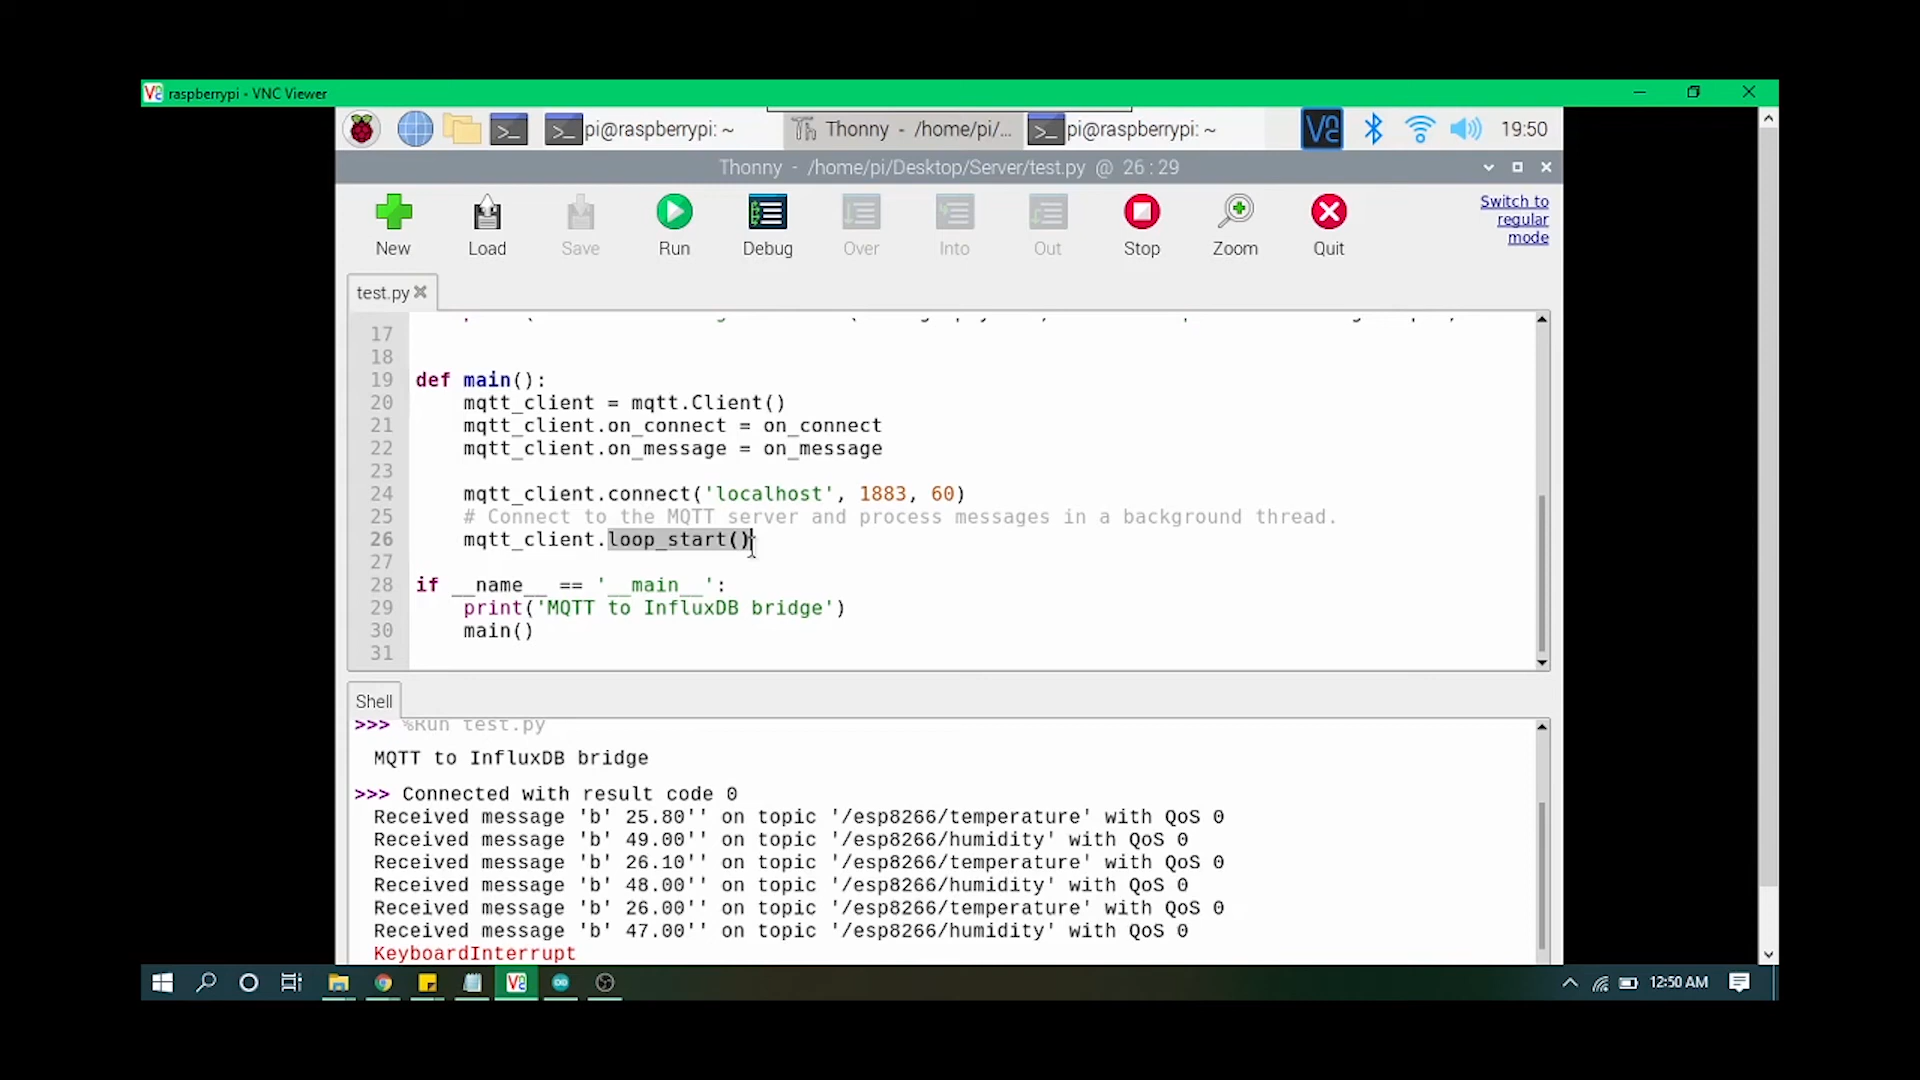 raspberrypi - VNC Viewer
pi@raspberrypi: ~
Thonny - /home/pi/...
pi@raspberrypi: ~
19:50
Thonny - /home/pi/Desktop/Server/test.py @ 26 : 29
New
Load
Save
Run
Debug
Over
Into
Out
Stop
Zoom
Quit
Switch to
regular
mode
test.py
17
18
19 def main():
20 mqtt_client = mqtt.Client()
21 mqtt_client.on_connect = on_connect
22 mqtt_client.on_message = on_message
23
24 mqtt_client.connect('localhost', 1883, 60)
25 # Connect to the MQTT server and process messages in a background thread.
26 mqtt_client.loop_start()
27
28 if __name__ == '__main__':
29 print('MQTT to InfluxDB bridge')
30 main()
31
Shell
>>> %Run test.py
MQTT to InfluxDB bridge
>>> Connected with result code 0
Received message 'b' 25.80'' on topic '/esp8266/temperature' with QoS 0
Received message 'b' 49.00'' on topic '/esp8266/humidity' with QoS 0
Received message 'b' 26.10'' on topic '/esp8266/temperature' with QoS 0
Received message 'b' 48.00'' on topic '/esp8266/humidity' with QoS 0
Received message 'b' 26.00'' on topic '/esp8266/temperature' with QoS 0
Received message 'b' 47.00'' on topic '/esp8266/humidity' with QoS 0
KeyboardInterrupt
12:50 AM